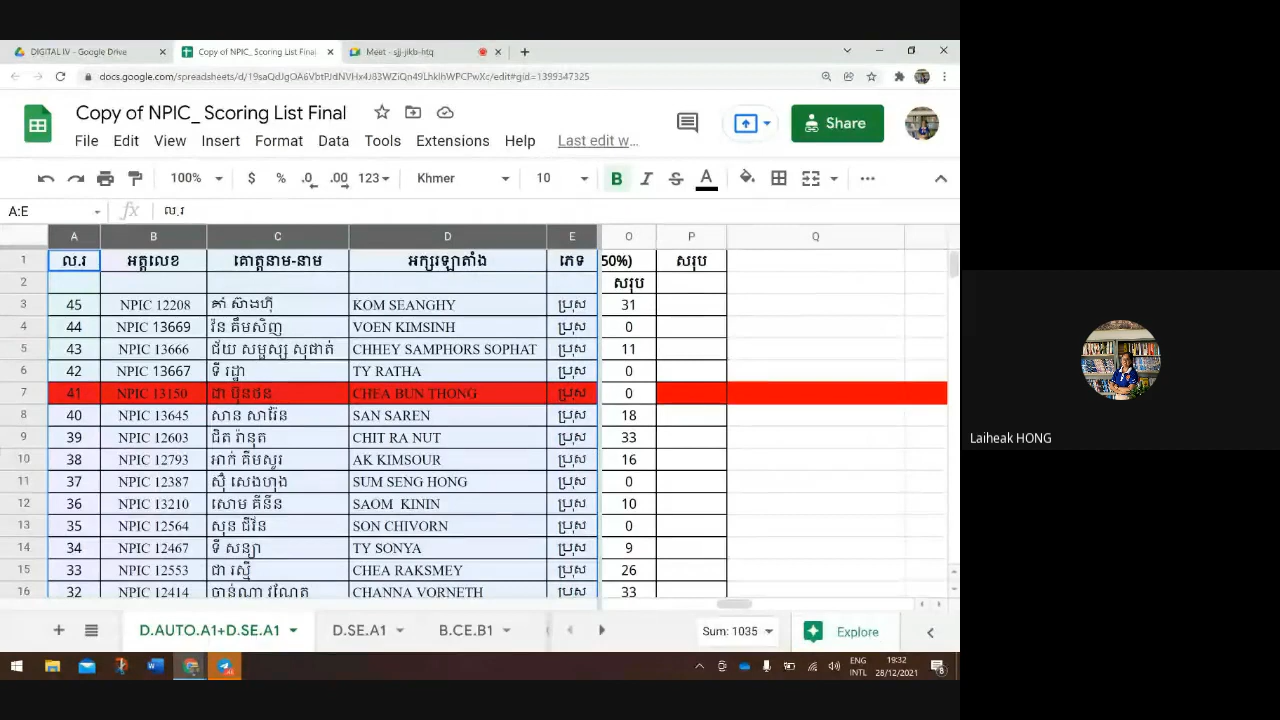 DIGITAL IV - Google Drive
Copy of NPIC_ Scoring List Final
Meet - sjj-jikb-htq
docs.google.com/spreadsheets/d/19saQdJgOA6VbtPJdNVHx4J83WZiQn49LhklhWPCPwXc/edit#gid=1399347325
Copy of NPIC_ Scoring List Final
Share
File Edit View Insert Format Data Tools Extensions Help Last edit w...
100% $ % .0 .00 123 Khmer 10 B I S A
A:E fx ល.រ
A B C D E O P Q
1 ល.រ អត្តលេខ គោត្តនាម-នាម អក្សរឡាតាំង ភេទ 50%) សរុប
2 សរុប
3 45 NPIC 12208 គាំ ស៊ាងហ៊ី KOM SEANGHY ប្រុស 31
4 44 NPIC 13669 វ៉ន គឹមសិញ VOEN KIMSINH ប្រុស 0
5 43 NPIC 13666 ជ័យ សម្ផស្ស សុផាត់ CHHEY SAMPHORS SOPHAT ប្រុស 11
6 42 NPIC 13667 ទី រដ្ឋា TY RATHA ប្រុស 0
7 41 NPIC 13150 ជា ប៊ុនថន CHEA BUN THONG ប្រុស 0
8 40 NPIC 13645 សាន សារ៉ែន SAN SAREN ប្រុស 18
9 39 NPIC 12603 ជិត រ៉ានុត CHIT RA NUT ប្រុស 33
10 38 NPIC 12793 អាក់ គីមសួរ AK KIMSOUR ប្រុស 16
11 37 NPIC 12387 ស៊ុំ សេងហុង SUM SENG HONG ប្រុស 0
12 36 NPIC 13210 សោម គីនីន SAOM KININ ប្រុស 10
13 35 NPIC 12564 សុន ជីវ័ន SON CHIVORN ប្រុស 0
14 34 NPIC 12467 ទី សន្យា TY SONYA ប្រុស 9
15 33 NPIC 12553 ជា រស្មី CHEA RAKSMEY ប្រុស 26
16 32 NPIC 12414 ចាន់ណា វណ្ណែត CHANNA VORNETH ប្រុស 33
D.AUTO.A1+D.SE.A1 D.SE.A1 B.CE.B1 Sum: 1035 Explore
ENG
INTL
19:32
28/12/2021
8
Laiheak HONG